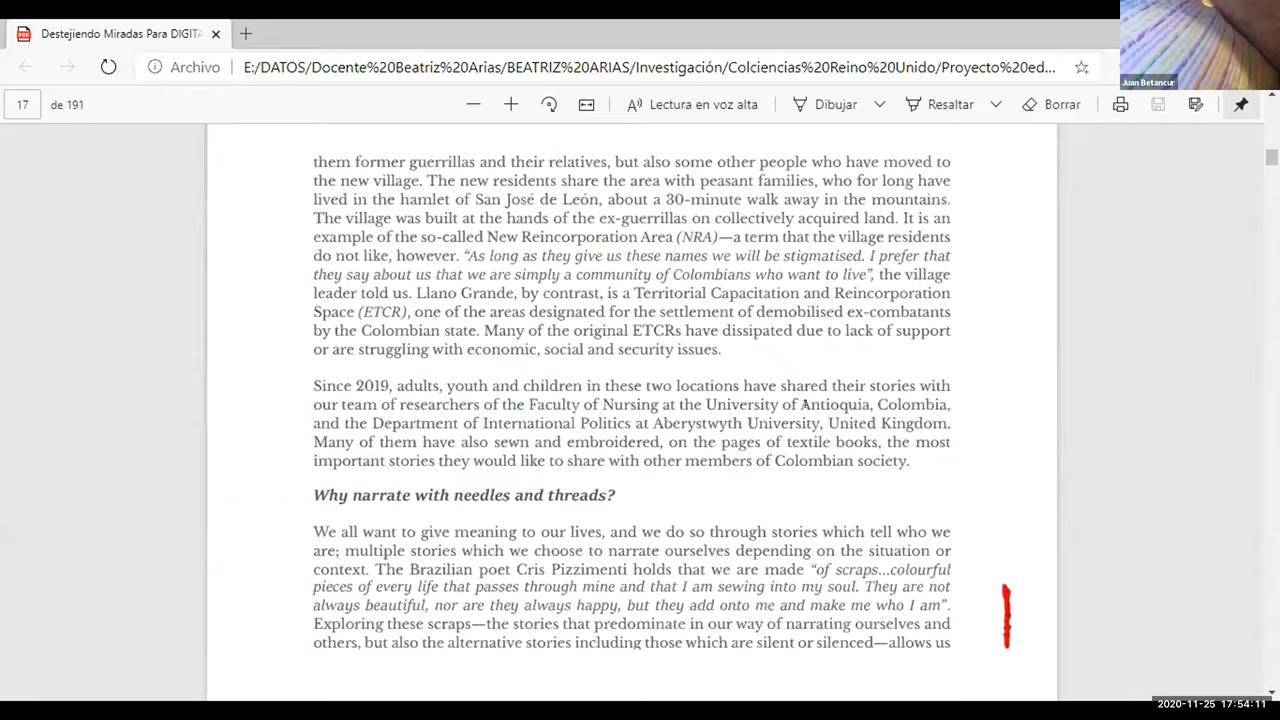 Destejiendo Miradas Para DIGITA
Archivo
E:/DATOS/Docente%20Beatriz%20Arias/BEATRIZ%20ARIAS/Investigación/Colciencias%20Reino%20Unido/Proyecto%20ed...
Juan Betancur
17 de 191
Lectura en voz alta
Dibujar
Resaltar
Borrar
them former guerrillas and their relatives, but also some other people who have moved to
the new village. The new residents share the area with peasant families, who for long have
lived in the hamlet of San José de León, about a 30-minute walk away in the mountains.
The village was built at the hands of the ex-guerrillas on collectively acquired land. It is an
example of the so-called New Reincorporation Area (NRA)—a term that the village residents
do not like, however. “As long as they give us these names we will be stigmatised. I prefer that
they say about us that we are simply a community of Colombians who want to live”, the village
leader told us. Llano Grande, by contrast, is a Territorial Capacitation and Reincorporation
Space (ETCR), one of the areas designated for the settlement of demobilised ex-combatants
by the Colombian state. Many of the original ETCRs have dissipated due to lack of support
or are struggling with economic, social and security issues.
Since 2019, adults, youth and children in these two locations have shared their stories with
our team of researchers of the Faculty of Nursing at the University of Antioquia, Colombia,
and the Department of International Politics at Aberystwyth University, United Kingdom.
Many of them have also sewn and embroidered, on the pages of textile books, the most
important stories they would like to share with other members of Colombian society.
Why narrate with needles and threads?
We all want to give meaning to our lives, and we do so through stories which tell who we
are; multiple stories which we choose to narrate ourselves depending on the situation or
context. The Brazilian poet Cris Pizzimenti holds that we are made “of scraps...colourful
pieces of every life that passes through mine and that I am sewing into my soul. They are not
always beautiful, nor are they always happy, but they add onto me and make me who I am”.
Exploring these scraps—the stories that predominate in our way of narrating ourselves and
others, but also the alternative stories including those which are silent or silenced—allows us
2020-11-25 17:54:11